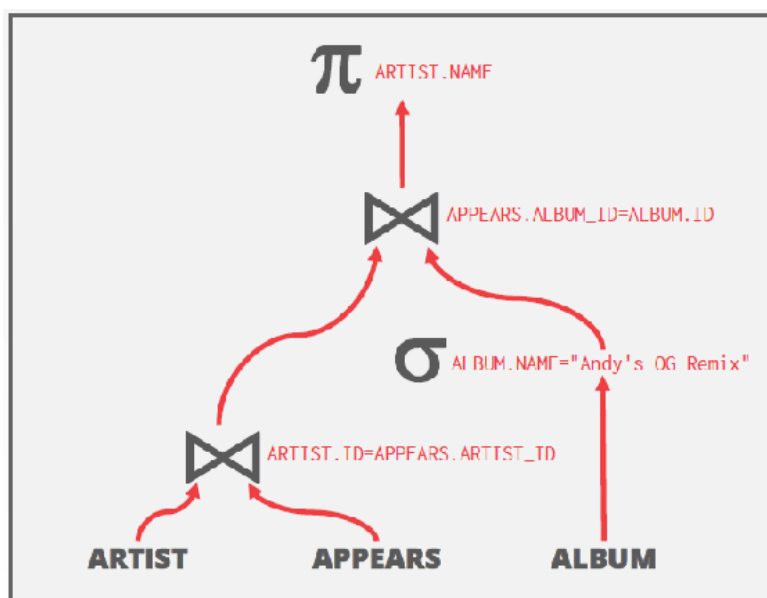 π ARTIST.NAME
⋈ APPEARS.ALBUM_ID=ALBUM.ID
σ ALBUM.NAME="Andy's OG Remix"
⋈ ARTIST.ID=APPEARS.ARTIST_ID
ARTIST APPEARS ALBUM